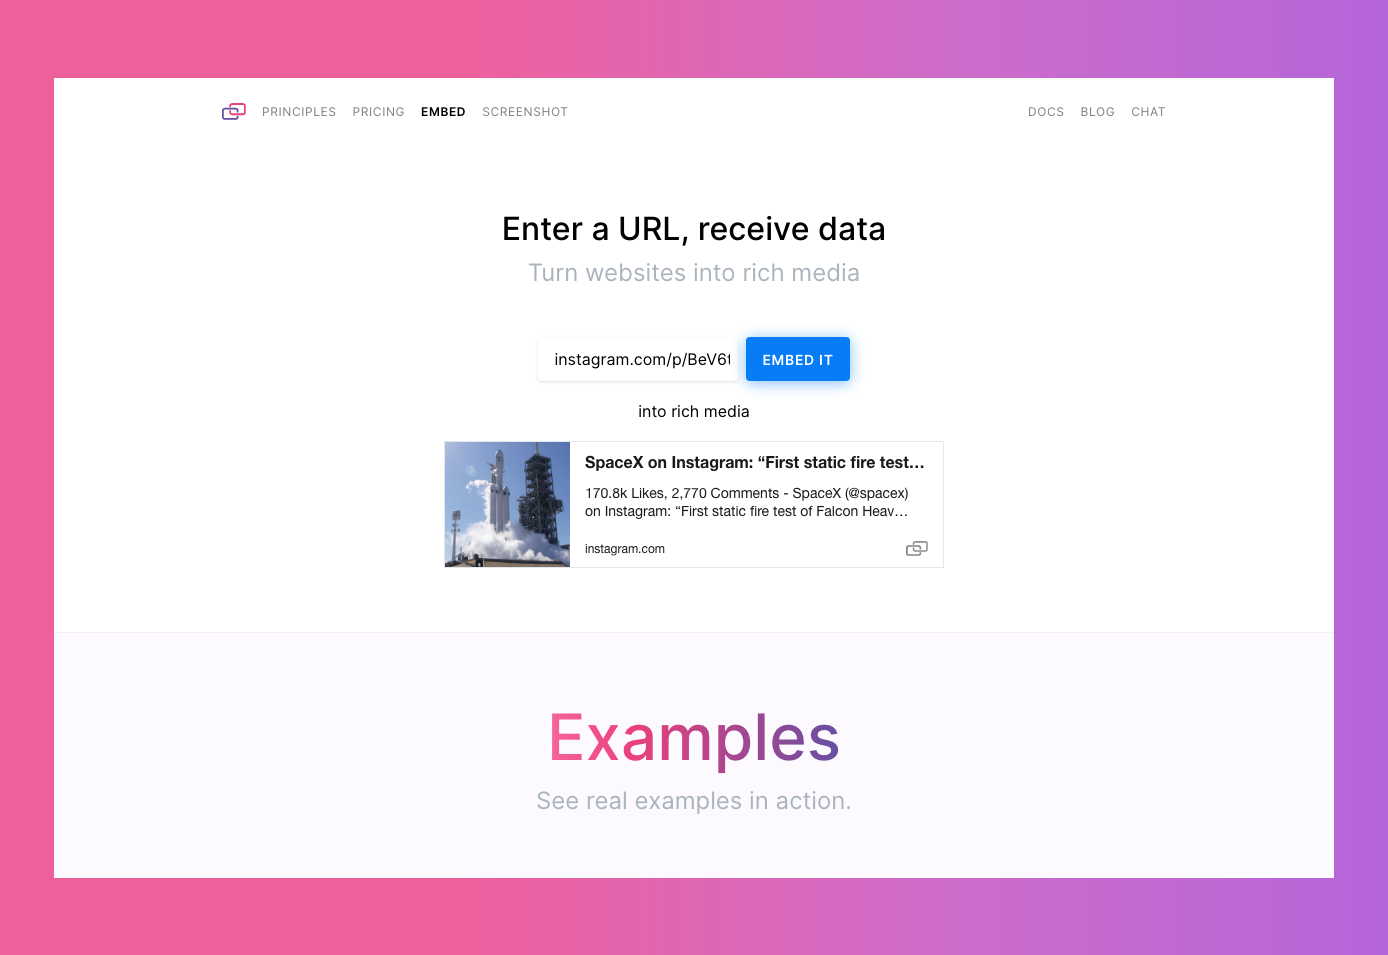 PRINCIPLES PRICING EMBED SCREENSHOT DOCS BLOG CHAT
Enter a URL, receive data
Turn websites into rich media
instagram.com/p/BeV6t EMBED IT
into rich media
SpaceX on Instagram: “First static fire test…
170.8k Likes, 2,770 Comments - SpaceX (@spacex)
on Instagram: “First static fire test of Falcon Heav…
instagram.com
Examples
See real examples in action.